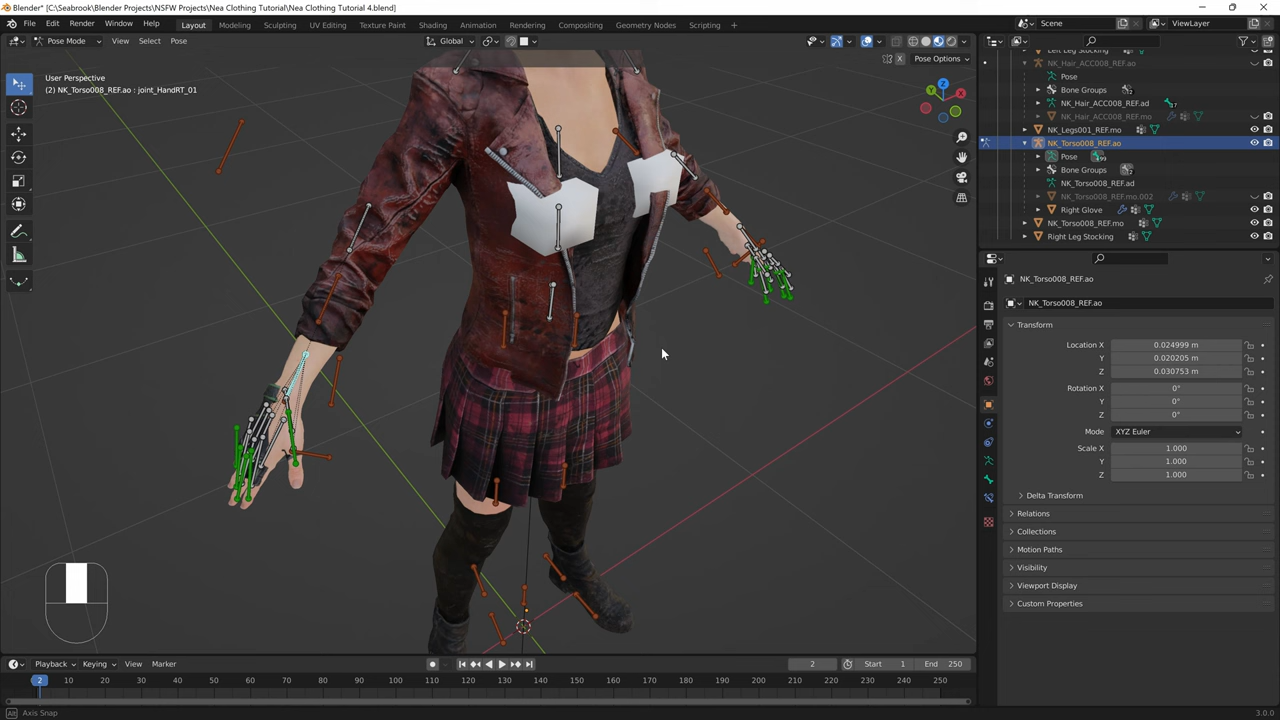 Blender* [C:\Seabrook\Blender Projects\NSFW Projects\Nea Clothing Tutorial\Nea Clothing Tutorial 4.blend]
File Edit Render Window Help Layout Modeling Sculpting UV Editing Texture Paint Shading Animation Rendering Compositing Geometry Nodes Scripting + Scene ViewLayer
Pose Mode View Select Pose Global
X Pose Options
User Perspective
(2) NK_Torso008_REF.ao : joint_HandRT_01
Z
Y
X
Left Leg Stocking
NK_Hair_ACC008_REF.ao
Pose
Bone Groups
NK_Hair_ACC008_REF.ad
NK_Hair_ACC008_REF.mo
NK_Legs001_REF.mo
NK_Torso008_REF.ao
Pose
Bone Groups
NK_Torso008_REF.ad
NK_Torso008_REF.mo.002
Right Glove
NK_Torso008_REF.mo
Right Leg Stocking
NK_Torso008_REF.ao
NK_Torso008_REF.ao
Transform
Location X 0.024999 m
Y 0.020205 m
Z 0.030753 m
Rotation X 0°
Y 0°
Z 0°
Mode XYZ Euler
Scale X 1.000
Y 1.000
Z 1.000
Delta Transform
Relations
Collections
Motion Paths
Visibility
Viewport Display
Custom Properties
Playback Keying View Marker 2 Start 1 End 250
2 10 20 30 40 50 60 70 80 90 100 110 120 130 140 150 160 170 180 190 200 210 220 230 240 250
Alt Axis Snap 3.0.0